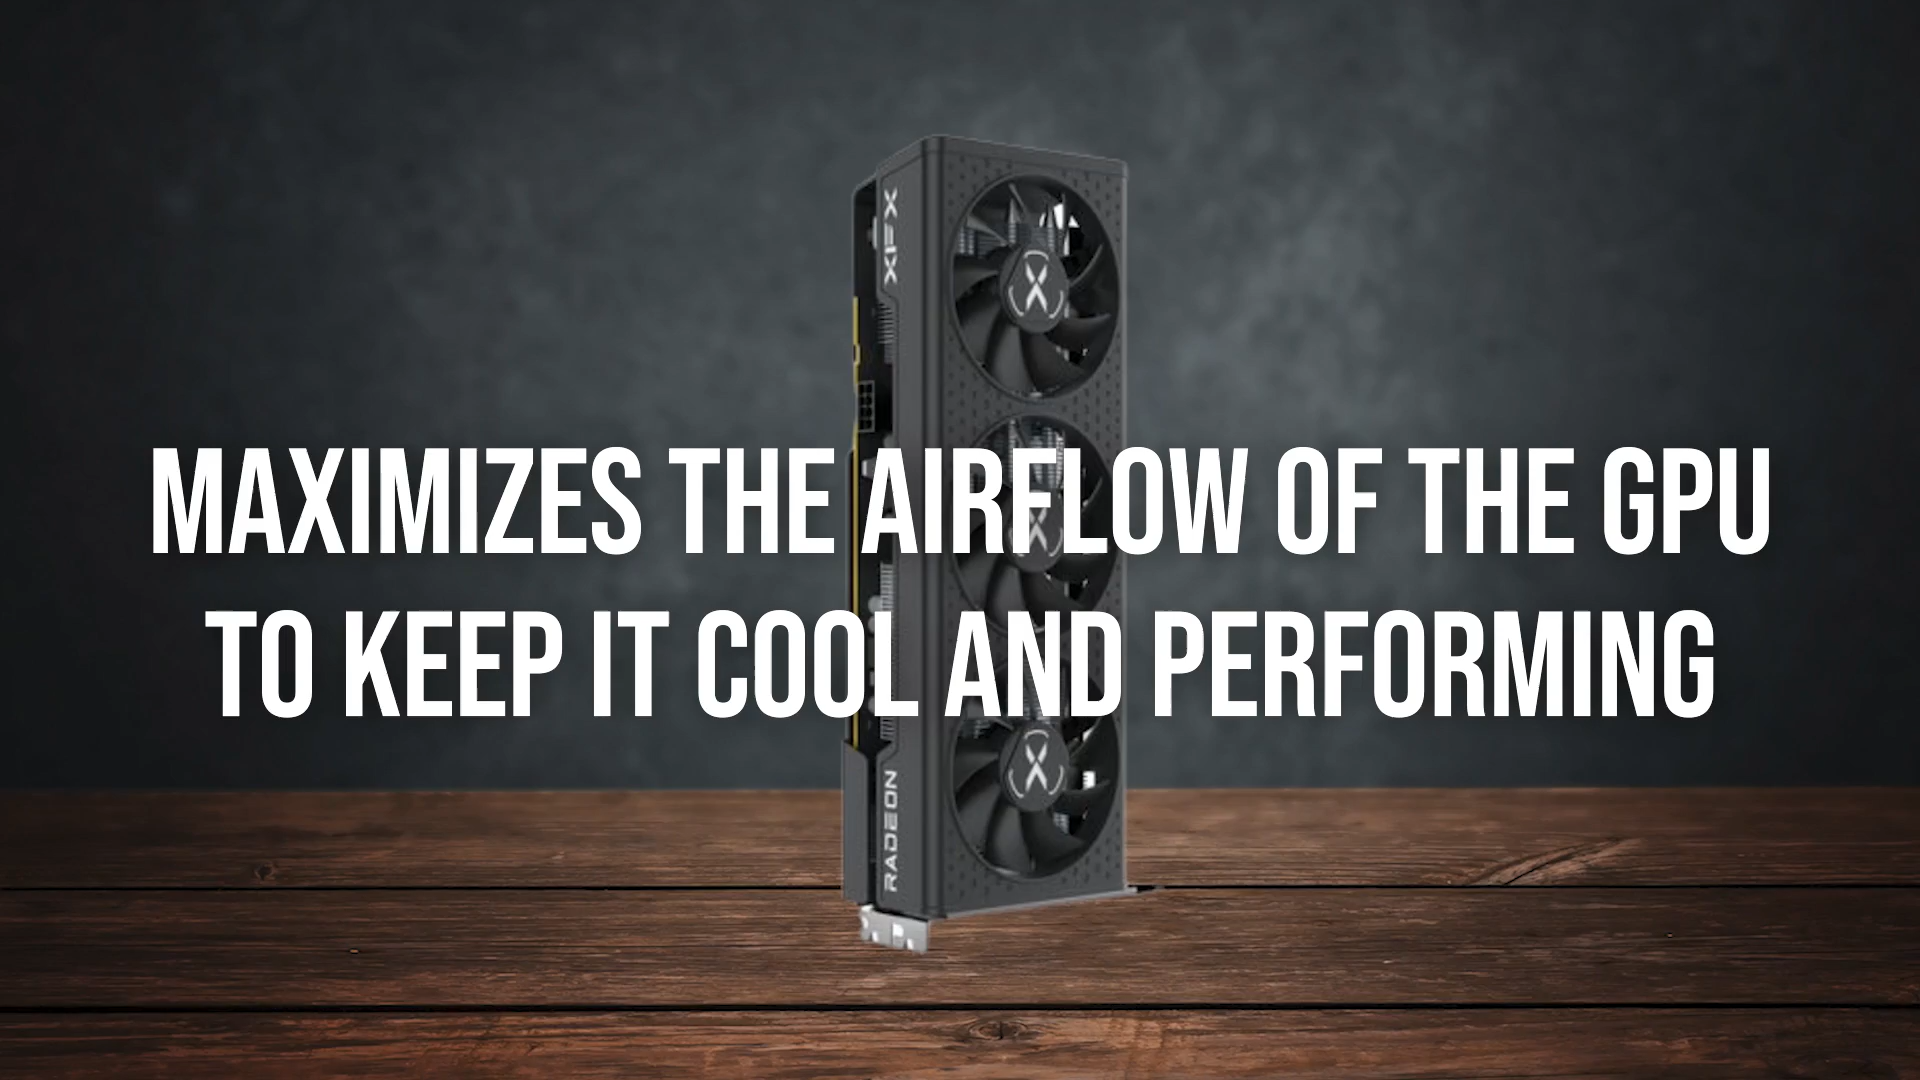 XFX
MAXIMIZES THE AIRFLOW OF THE GPU
TO KEEP IT COOL AND PERFORMING
RADEON